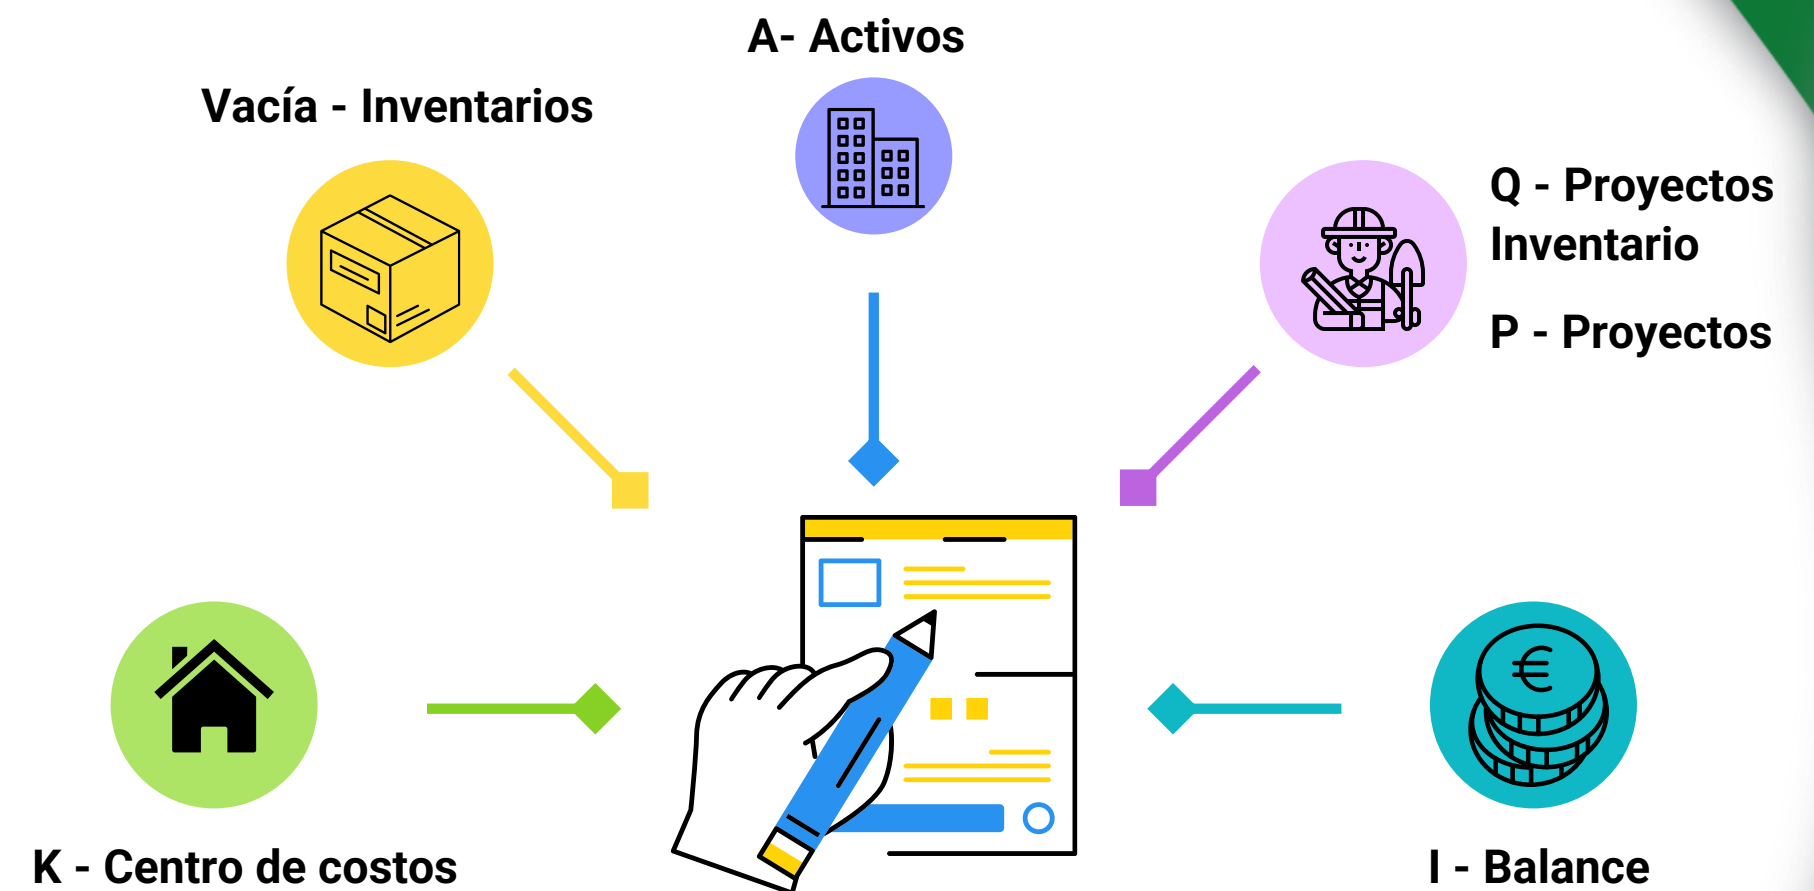 A- Activos
Vacía - Inventarios
Q - Proyectos
Inventario
P - Proyectos
K - Centro de costos
I - Balance